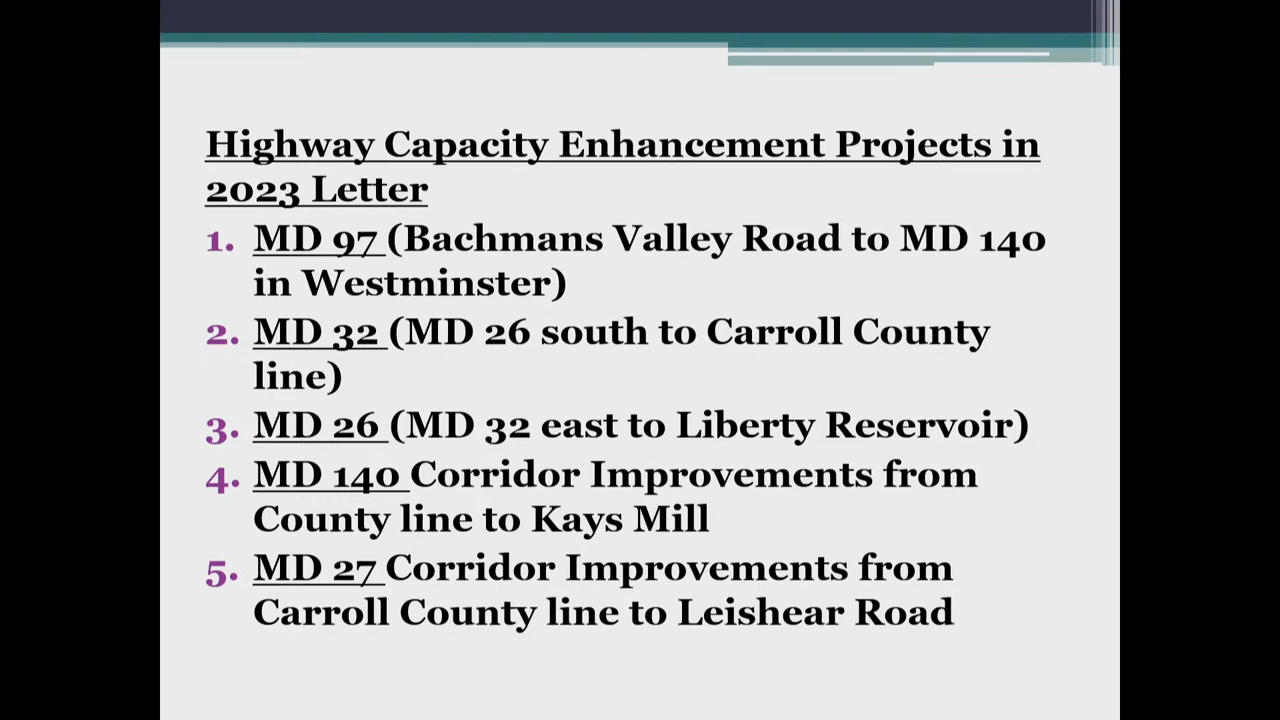 Highway Capacity Enhancement Projects in
2023 Letter
1. MD 97 (Bachmans Valley Road to MD 140
in Westminster)
2. MD 32 (MD 26 south to Carroll County
line)
3. MD 26 (MD 32 east to Liberty Reservoir)
4. MD 140 Corridor Improvements from
County line to Kays Mill
5. MD 27 Corridor Improvements from
Carroll County line to Leishear Road